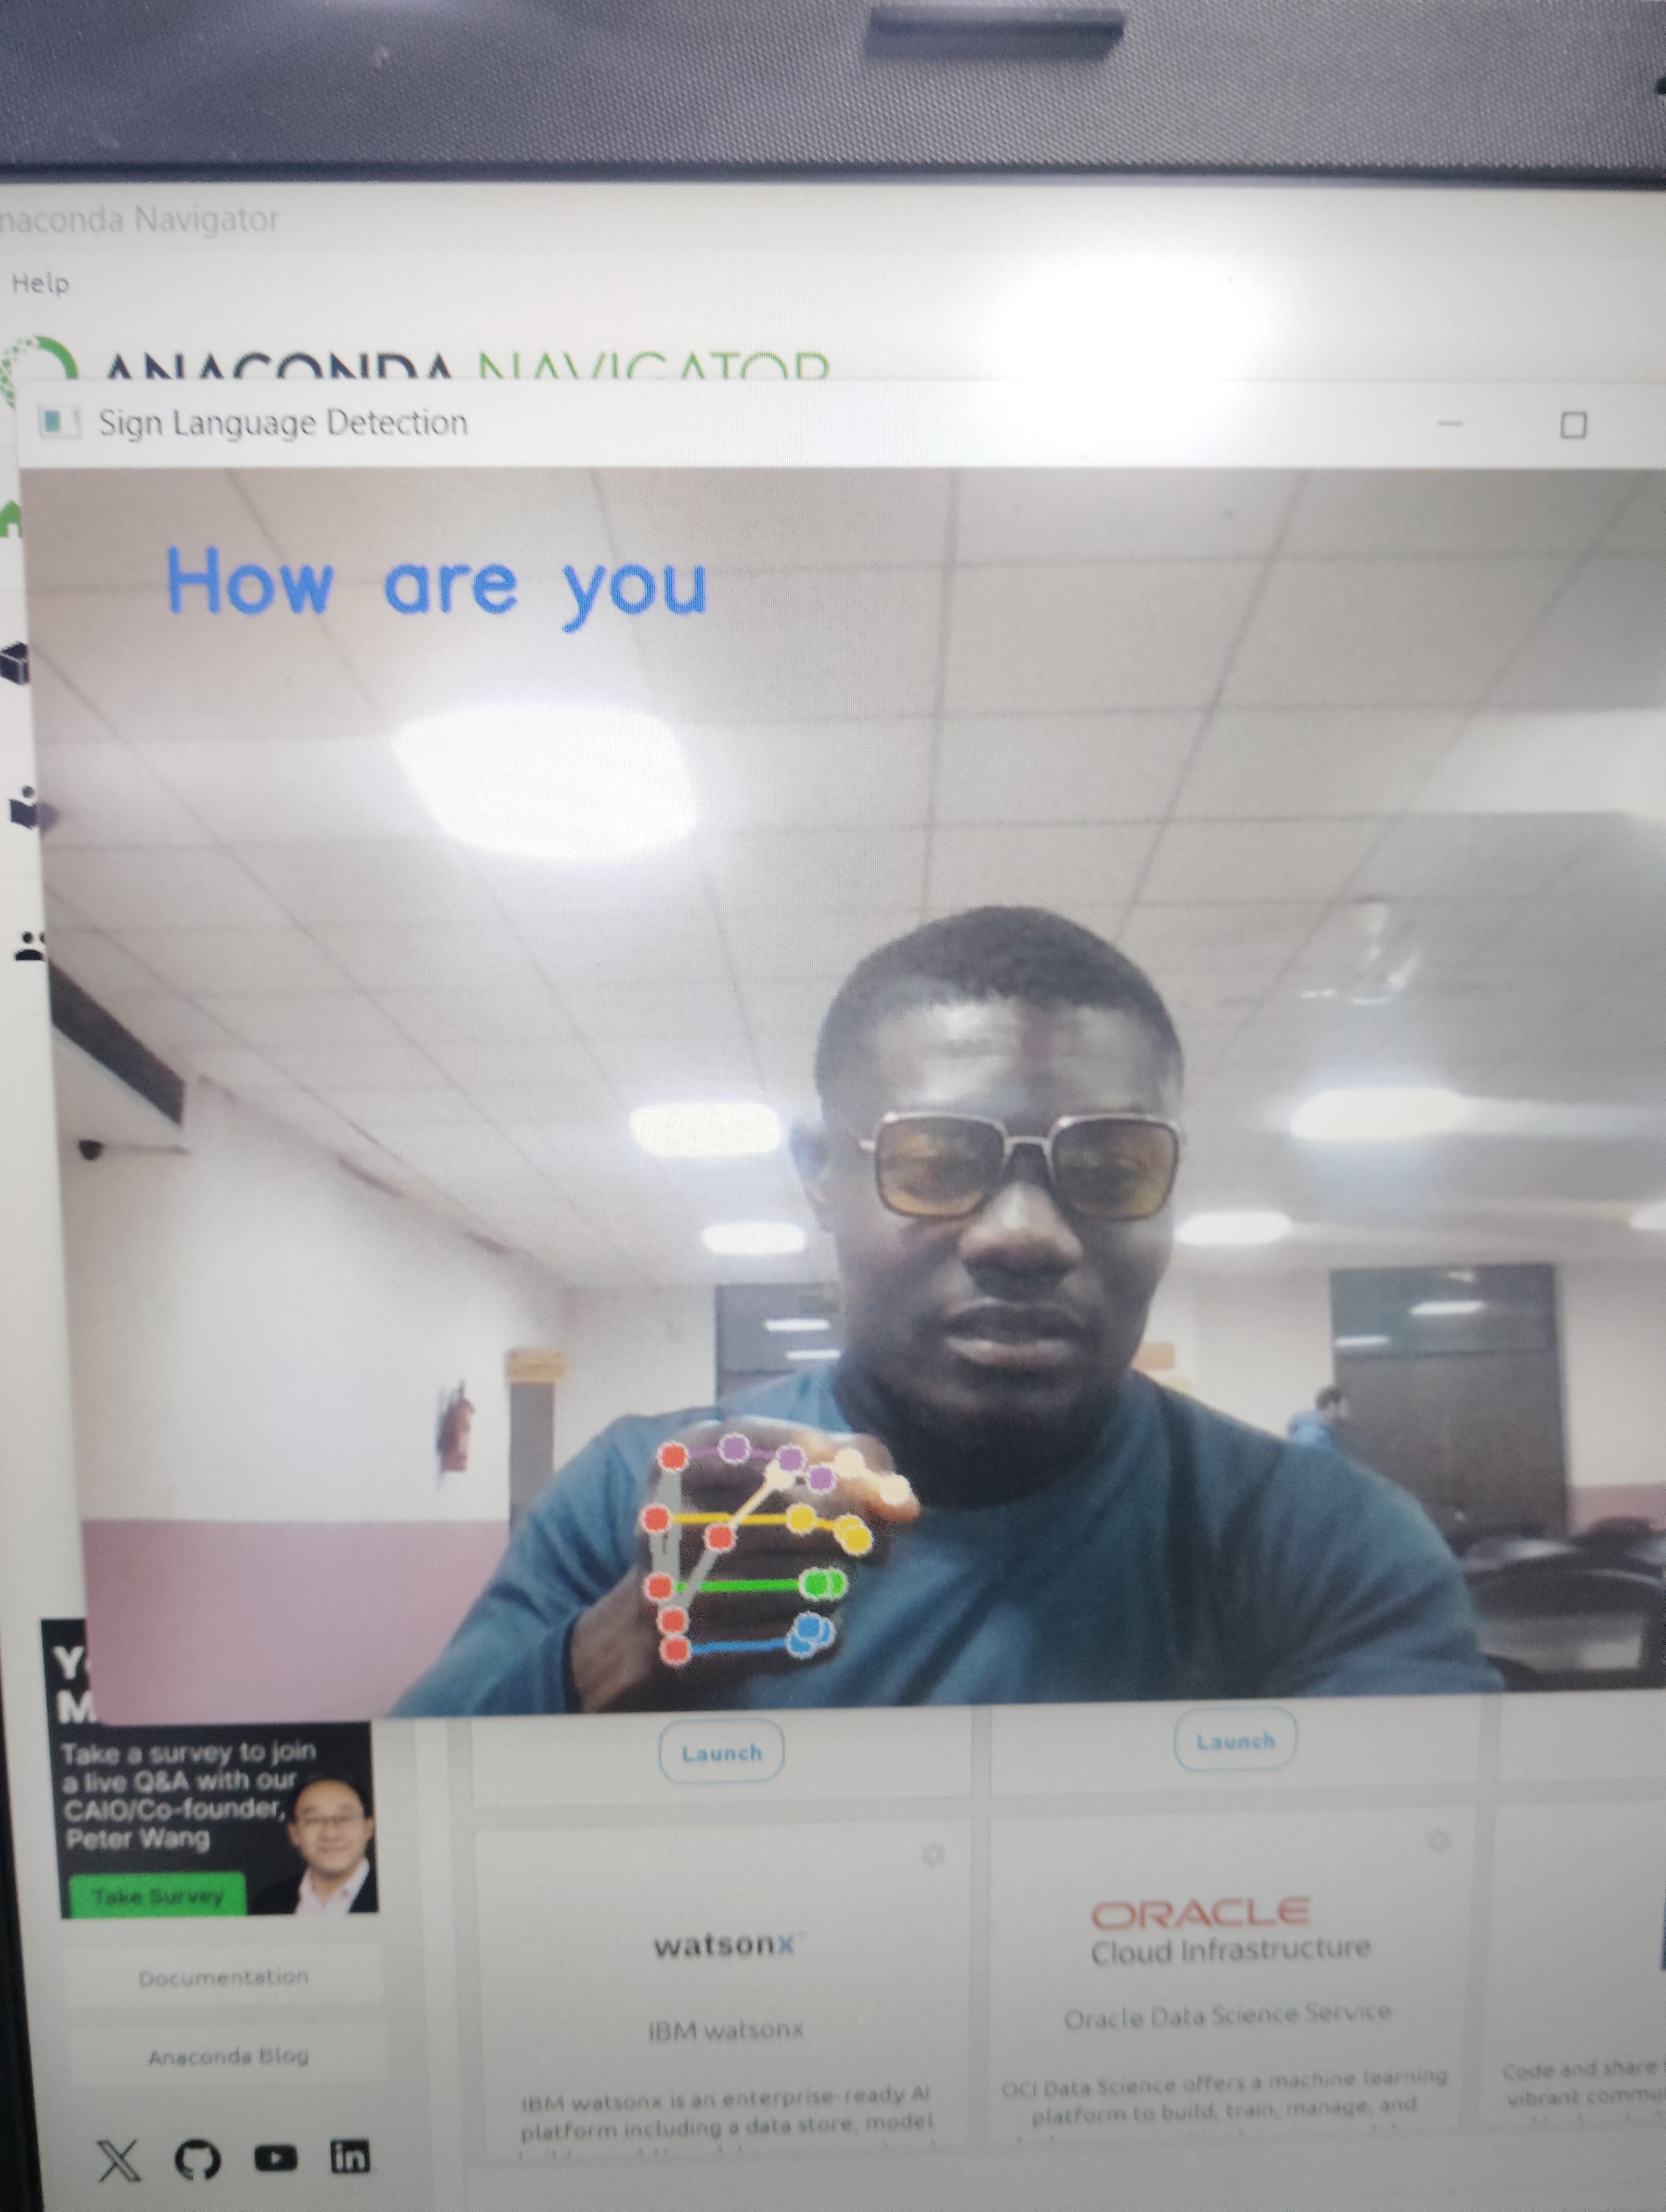 naconda Navigator
Help
ANACONDA NAVIGATOR
Sign Language Detection
How are you
Take a survey to join
a live Q&A with our
CAIO/Co-founder,
Peter Wang
Take Survey
Documentation
Anaconda Blog
Launch
Launch
watsonx
IBM watsonx
IBM watsonx is an enterprise-ready AI
platform including a data store, model
ORACLE
Cloud Infrastructure
Oracle Data Science Service
OCI Data Science offers a machine learning
platform to build, train, manage, and
Code and share
vibrant commu
in